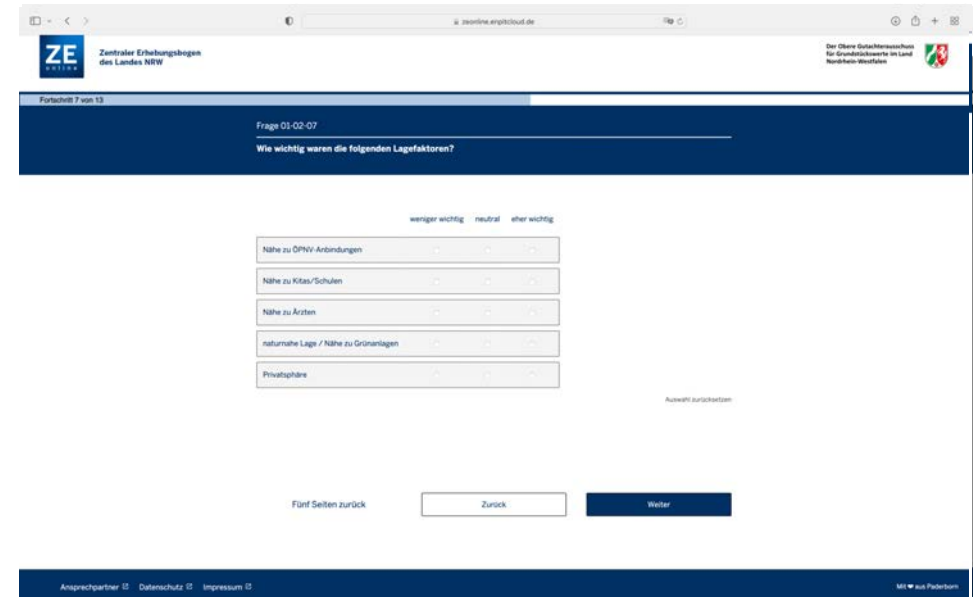 zeonline.erpitcloud.de
ZE
online
Zentraler Erhebungsbogen
des Landes NRW
Der Obere Gutachterausschuss
für Grundstückswerte im Land
Nordrhein-Westfalen
Fortschritt 7 von 13
Frage 01-02-07
Wie wichtig waren die folgenden Lagefaktoren?
weniger wichtig neutral eher wichtig
Nähe zu ÖPNV-Anbindungen
Nähe zu Kitas/Schulen
Nähe zu Ärzten
naturnahe Lage / Nähe zu Grünanlagen
Privatsphäre
Auswahl zurücksetzen
Fünf Seiten zurück Zurück Weiter
Ansprechpartner Datenschutz Impressum Mit ❤ aus Paderborn